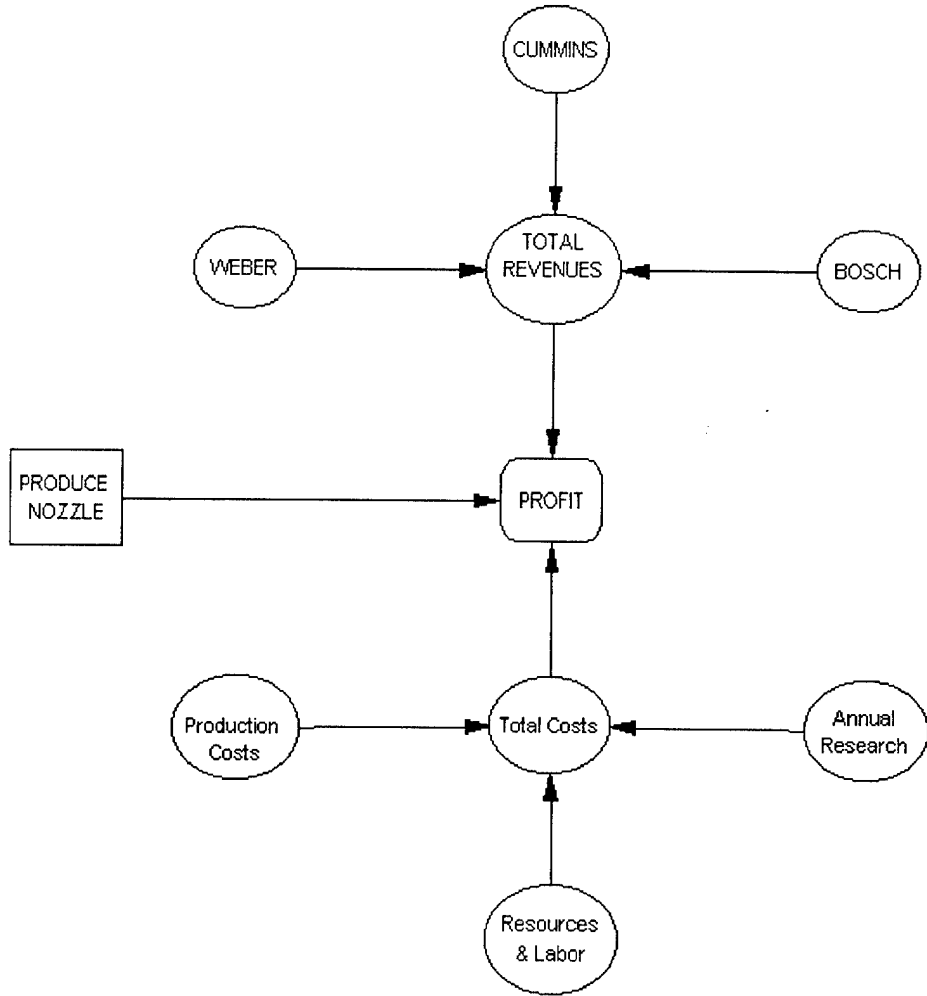 CUMMINS
TOTAL
REVENUES
WEBER
BOSCH
PRODUCE
NOZZLE
PROFIT
Production
Costs
Total Costs
Annual
Research
Resources
& Labor